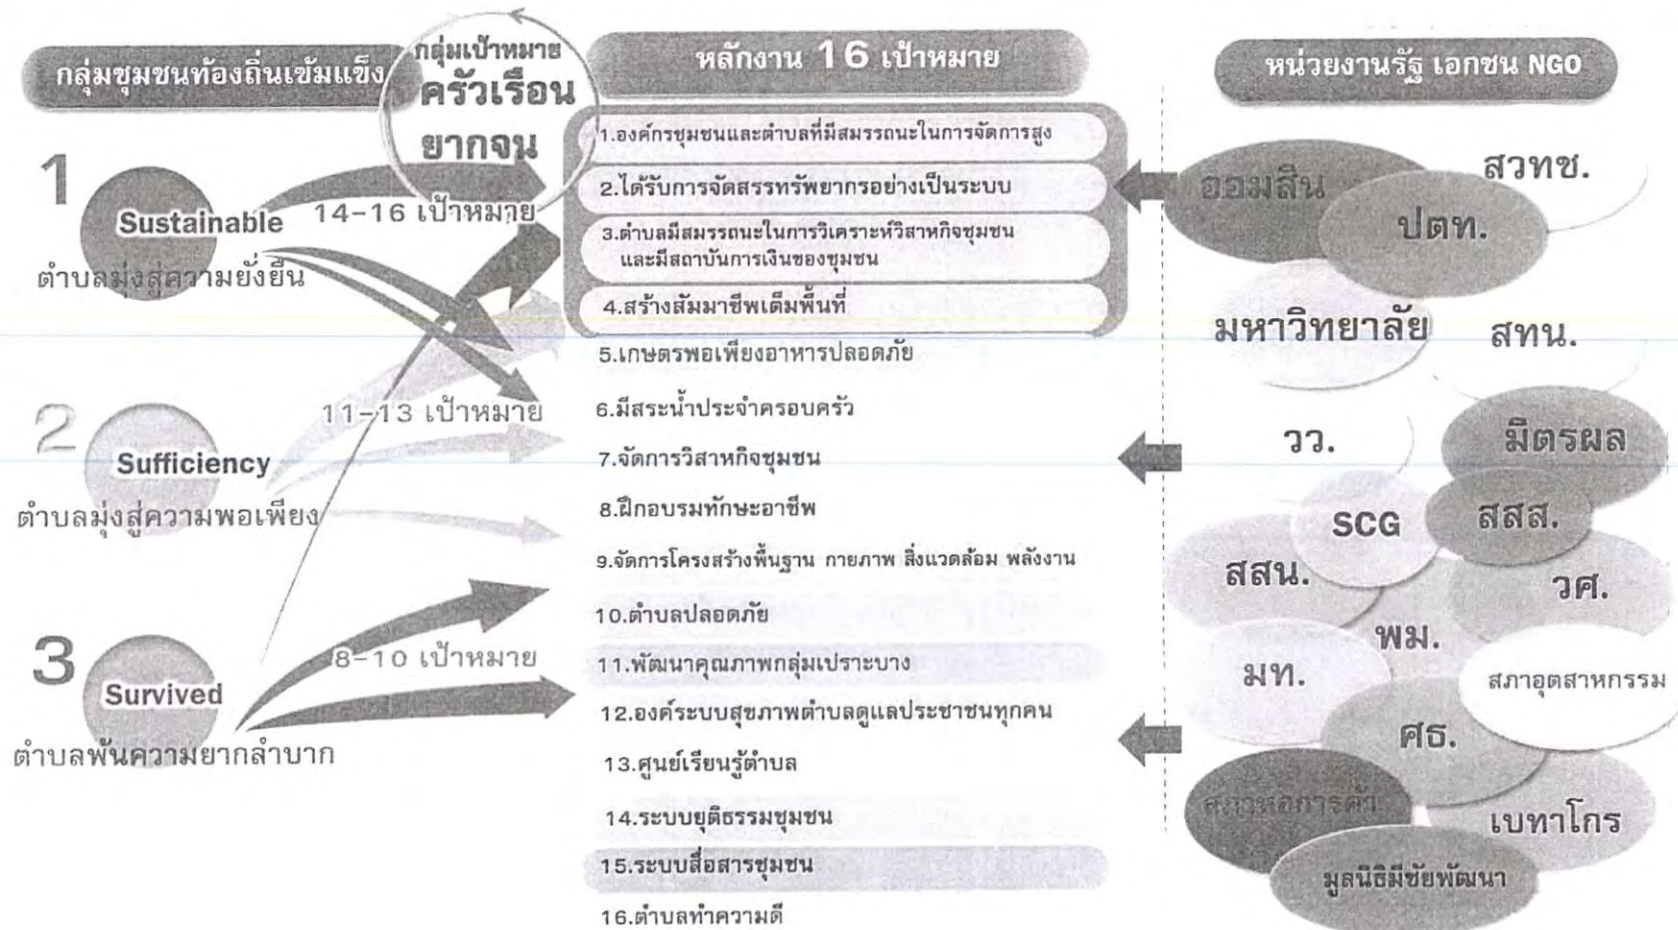 กลุ่มชุมชนท้องถิ่นเข้มแข็ง
กลุ่มเป้าหมาย
ครัวเรือน
ยากจน
1
Sustainable
ตำบลมุ่งสู่ความยั่งยืน
14-16 เป้าหมาย
2
Sufficiency
ตำบลมุ่งสู่ความพอเพียง
11-13 เป้าหมาย
3
Survived
ตำบลพ้นความยากลำบาก
8-10 เป้าหมาย
หลักงาน 16 เป้าหมาย
1.องค์กรชุมชนและตำบลที่มีสมรรถนะในการจัดการสูง
2.ได้รับการจัดสรรทรัพยากรอย่างเป็นระบบ
3.ตำบลมีสมรรถนะในการวิเคราะห์วิสาหกิจชุมชน
และมีสถาบันการเงินของชุมชน
4.สร้างสัมมาชีพเต็มพื้นที่
5.เกษตรพอเพียงอาหารปลอดภัย
6.มีสระน้ำประจำครอบครัว
7.จัดการวิสาหกิจชุมชน
8.ฝึกอบรมทักษะอาชีพ
9.จัดการโครงสร้างพื้นฐาน กายภาพ สิ่งแวดล้อม พลังงาน
10.ตำบลปลอดภัย
11.พัฒนาคุณภาพกลุ่มเปราะบาง
12.องค์ระบบสุขภาพตำบลดูแลประชาชนทุกคน
13.ศูนย์เรียนรู้ตำบล
14.ระบบยุติธรรมชุมชน
15.ระบบสื่อสารชุมชน
16.ตำบลทำความดี
หน่วยงานรัฐ เอกชน NGO
ออมสิน
สวทช.
ปตท.
มหาวิทยาลัย
สทน.
วว.
มิตรผล
SCG
สสส.
สสน.
วศ.
พม.
มท.
สภาอุตสาหกรรม
ศธ.
สภาหอการค้า
เบทาโกร
มูลนิธิมีชัยพัฒนา